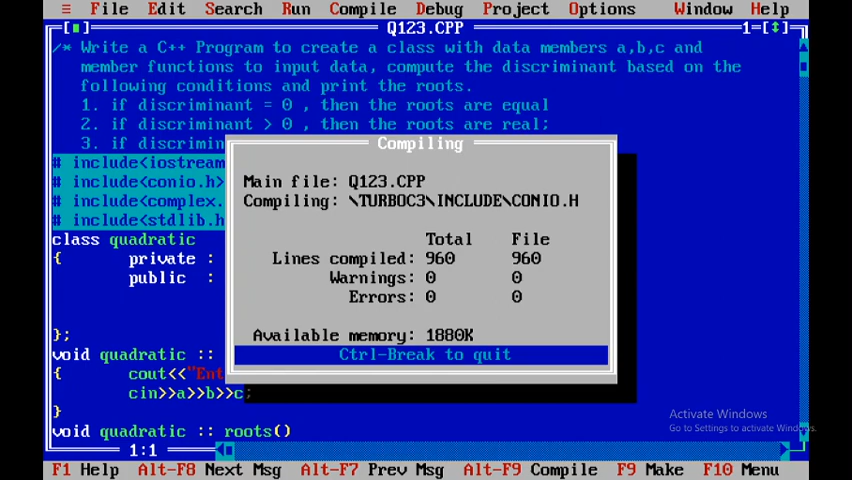 ≡ File Edit Search Run Compile Debug Project Options Window Help
[■] Q123.CPP 1=[↕]
/* Write a C++ Program to create a class with data members a,b,c and
member functions to input data, compute the discriminant based on the
following conditions and print the roots.
1. if discriminant = 0 , then the roots are equal
2. if discriminant > 0 , then the roots are real;
3. if discrimin
# include<iostream
# include<conio.h>
# include<complex.
# include<stdlib.h
class quadratic
{ private :
public :
};
void quadratic ::
{ cout<<"Ent
cin>>a>>b>>c;
}
void quadratic :: roots()
Compiling
Main file: Q123.CPP
Compiling: \TURBOC3\INCLUDE\CONIO.H
Total File
Lines compiled: 960 960
Warnings: 0 0
Errors: 0 0
Available memory: 1880K
Ctrl-Break to quit
Activate Windows
Go to Settings to activate Windows.
1:1
F1 Help Alt-F8 Next Msg Alt-F7 Prev Msg Alt-F9 Compile F9 Make F10 Menu